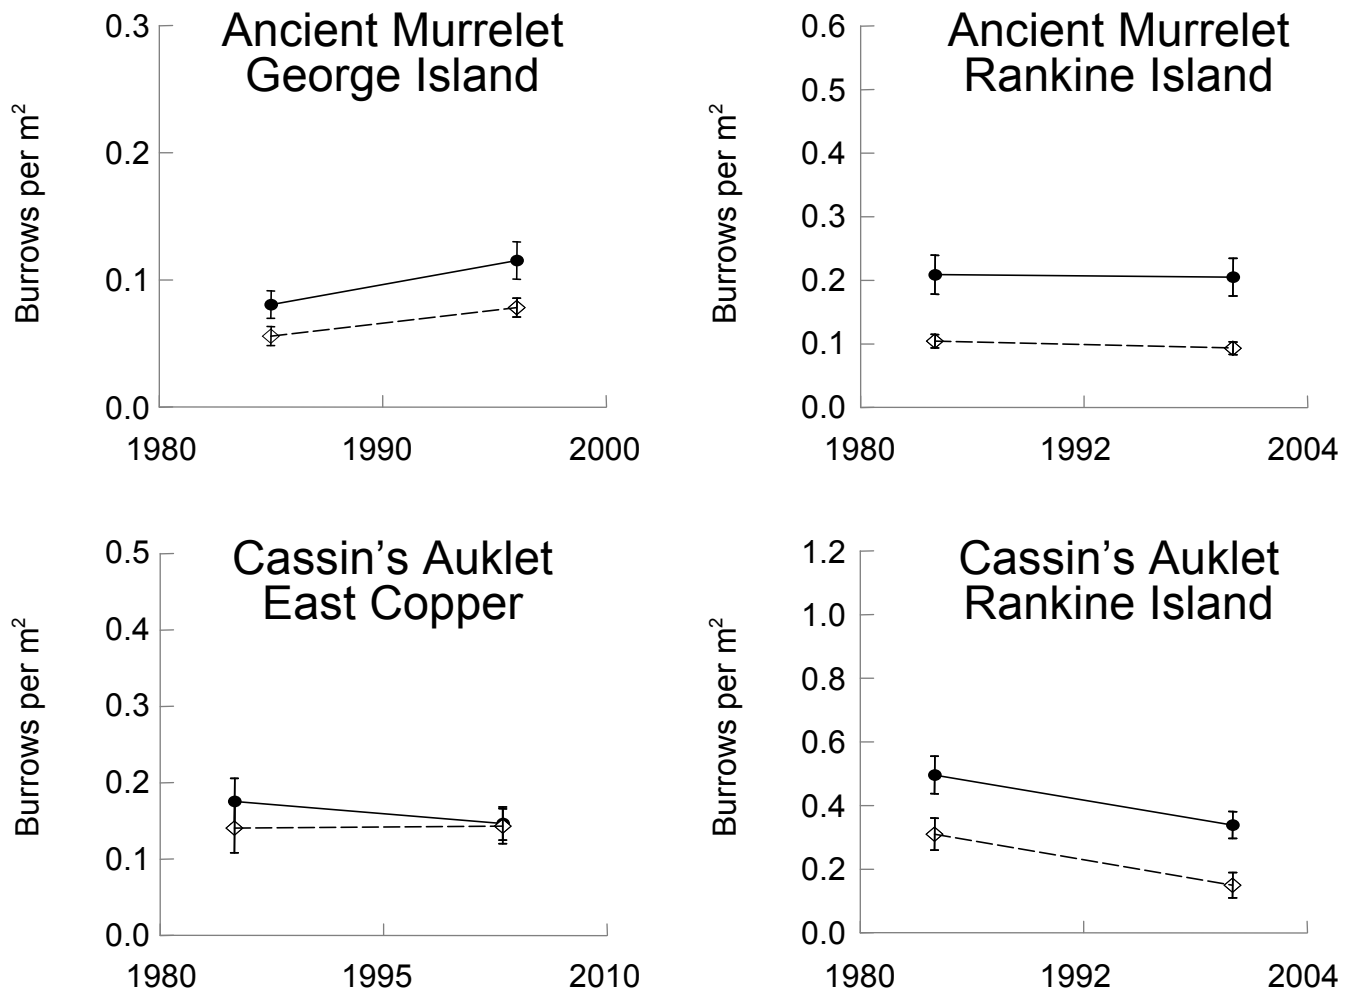 Ancient Murrelet
George Island
Burrows per m²
0.3
0.2
0.1
0.0
1980 1990 2000
Ancient Murrelet
Rankine Island
Burrows per m²
0.6
0.5
0.4
0.3
0.2
0.1
0.0
1980 1992 2004
Cassin’s Auklet
East Copper
Burrows per m²
0.5
0.4
0.3
0.2
0.1
0.0
1980 1995 2010
Cassin’s Auklet
Rankine Island
Burrows per m²
1.2
1.0
0.8
0.6
0.4
0.2
0.0
1980 1992 2004